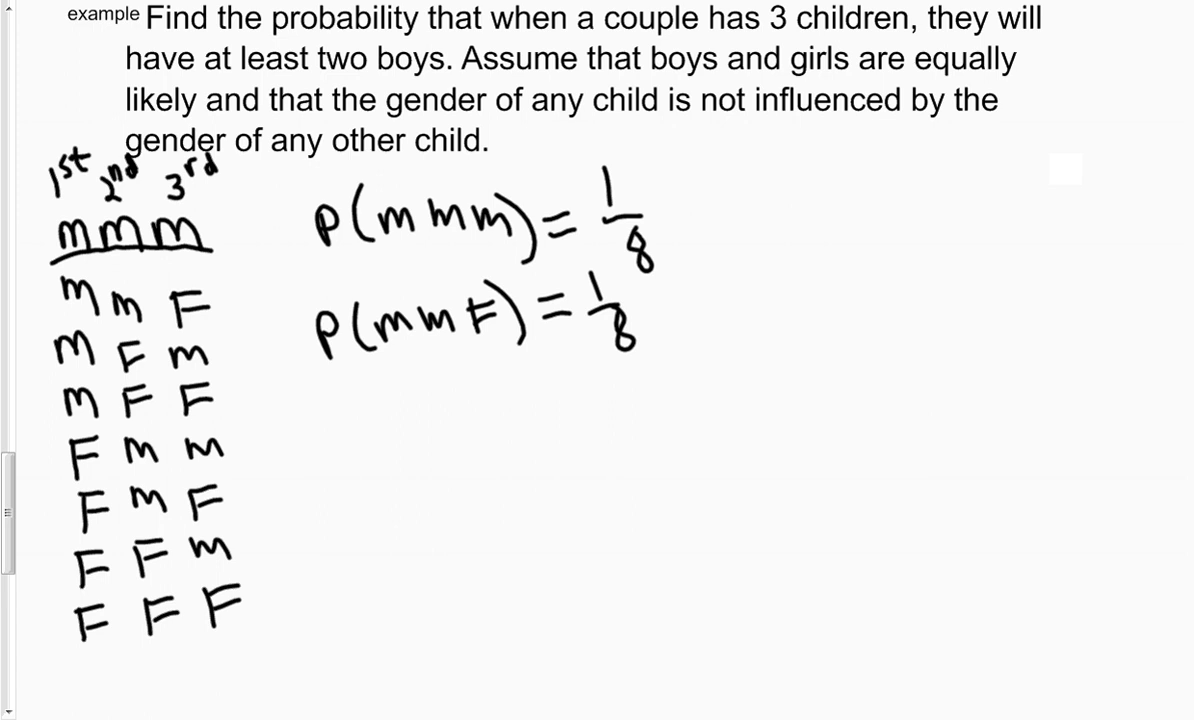 example Find the probability that when a couple has 3 children, they will
have at least two boys. Assume that boys and girls are equally
likely and that the gender of any child is not influenced by the
gender of any other child.
1st 2nd 3rd
m m m
m m F
m F m
m F F
F m m
F m F
F F m
F F F
P(m m m) = 1/8
P(m m F) = 1/8